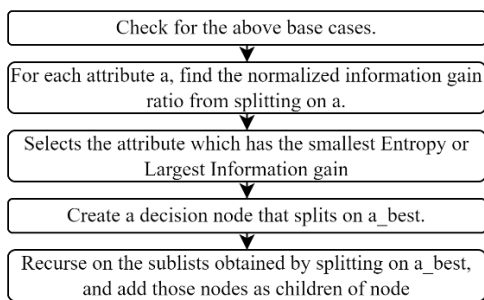 Check for the above base cases.
For each attribute a, find the normalized information gain
ratio from splitting on a.
Selects the attribute which has the smallest Entropy or
Largest Information gain
Create a decision node that splits on a_best.
Recurse on the sublists obtained by splitting on a_best,
and add those nodes as children of node